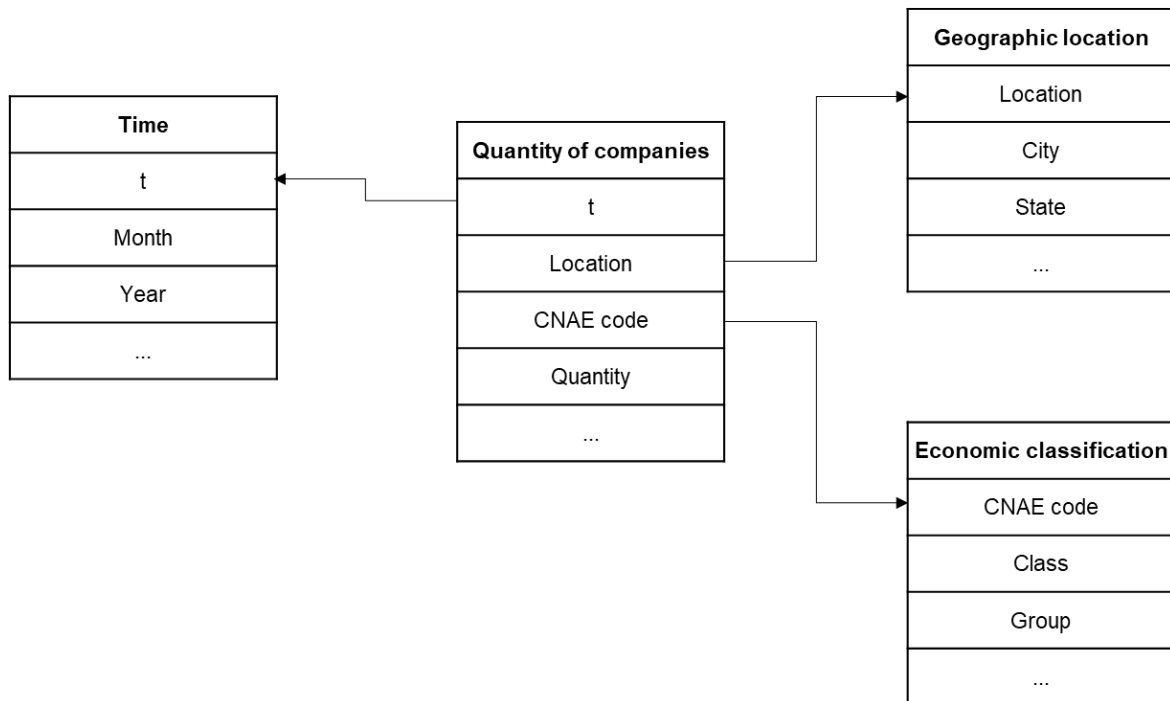 Time
t
Month
Year
...
Quantity of companies
t
Location
CNAE code
Quantity
...
Geographic location
Location
City
State
...
Economic classification
CNAE code
Class
Group
...